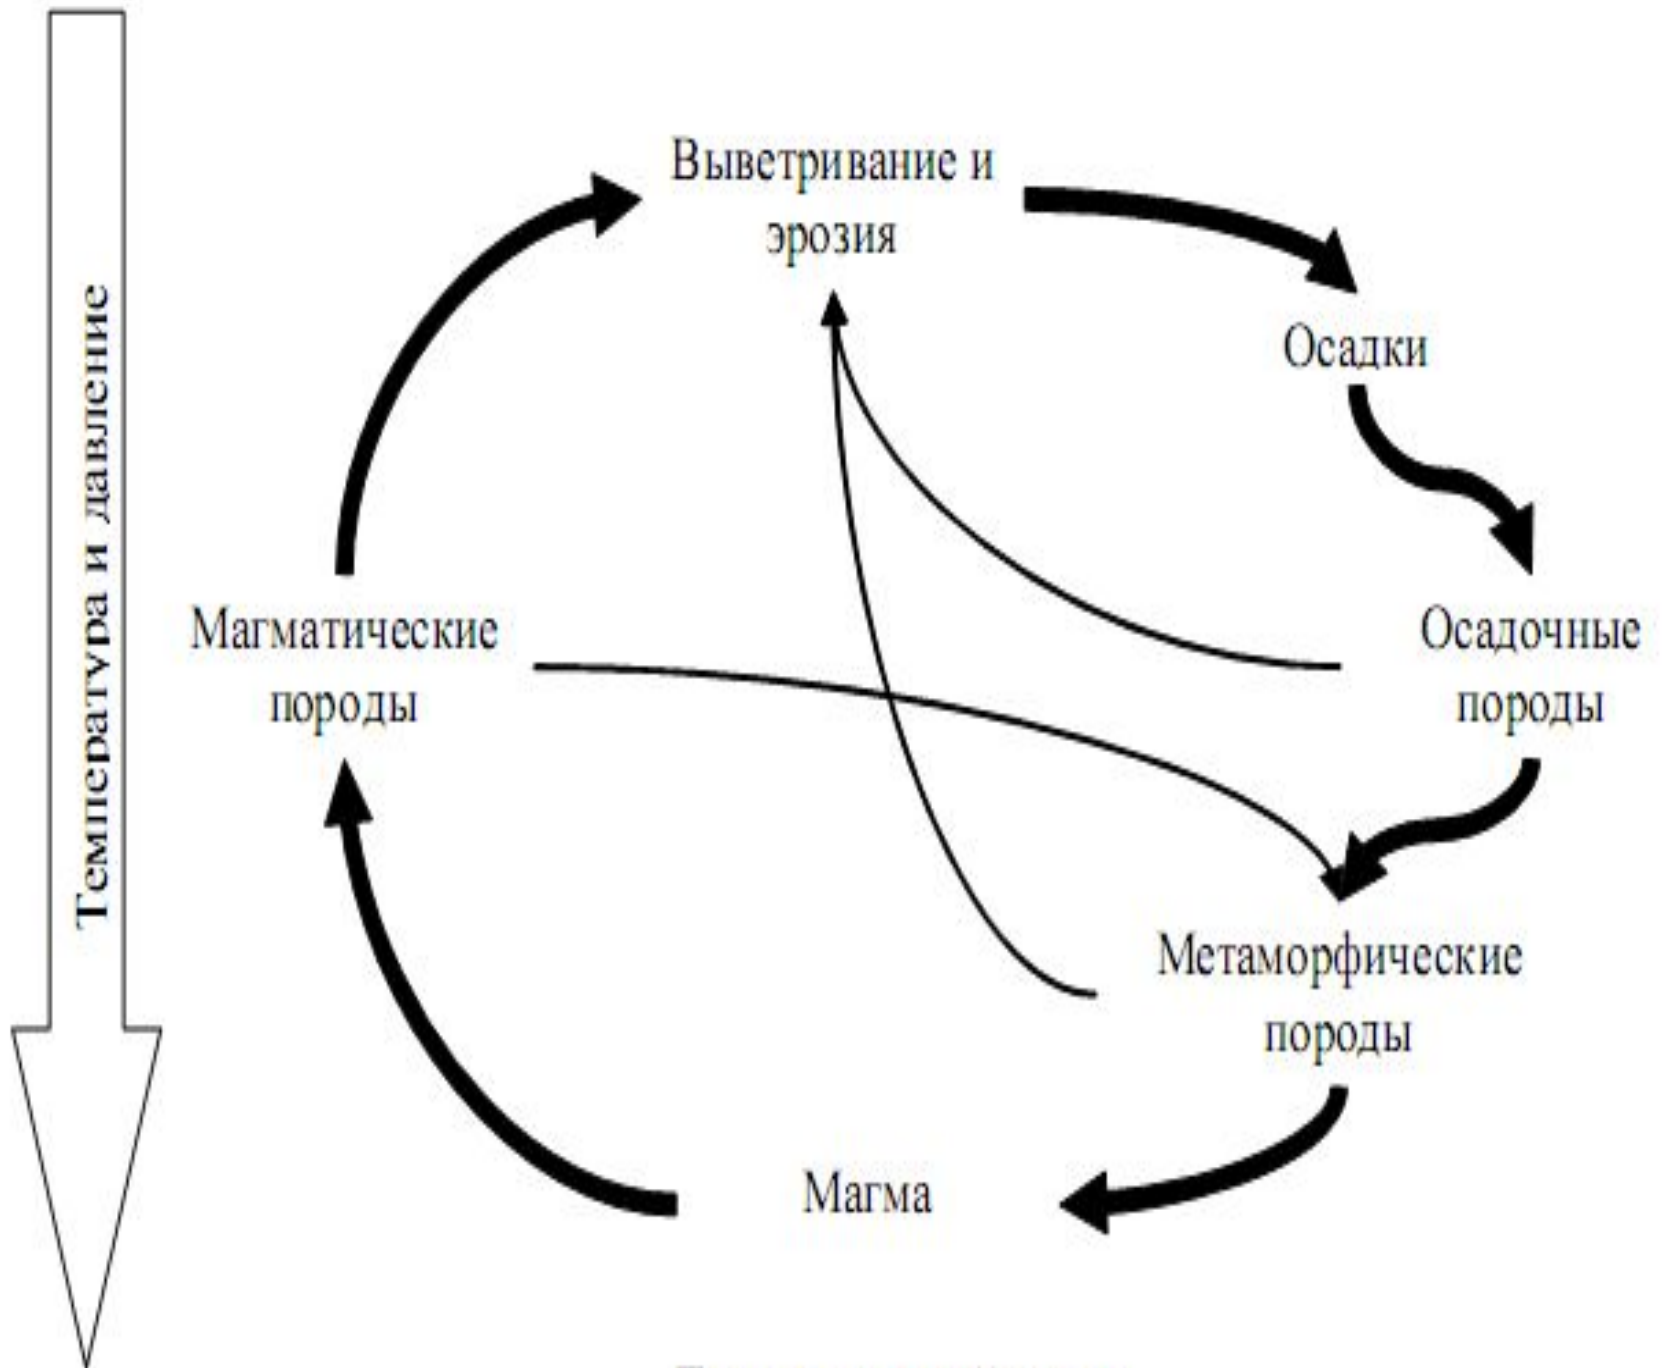 Температура и давление
Выветривание и
эрозия
Осадки
Магматические
породы
Осадочные
породы
Метаморфические
породы
Магма